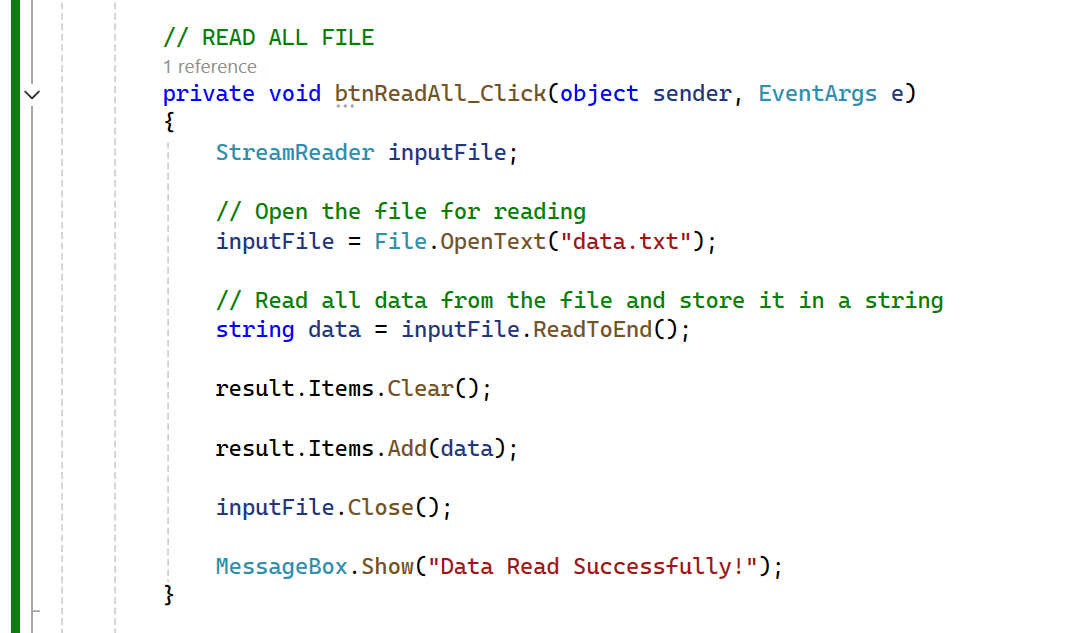 // READ ALL FILE
1 reference
private void btnReadAll_Click(object sender, EventArgs e)
{
StreamReader inputFile;
// Open the file for reading
inputFile = File.OpenText("data.txt");
// Read all data from the file and store it in a string
string data = inputFile.ReadToEnd();
result.Items.Clear();
result.Items.Add(data);
inputFile.Close();
MessageBox.Show("Data Read Successfully!");
}